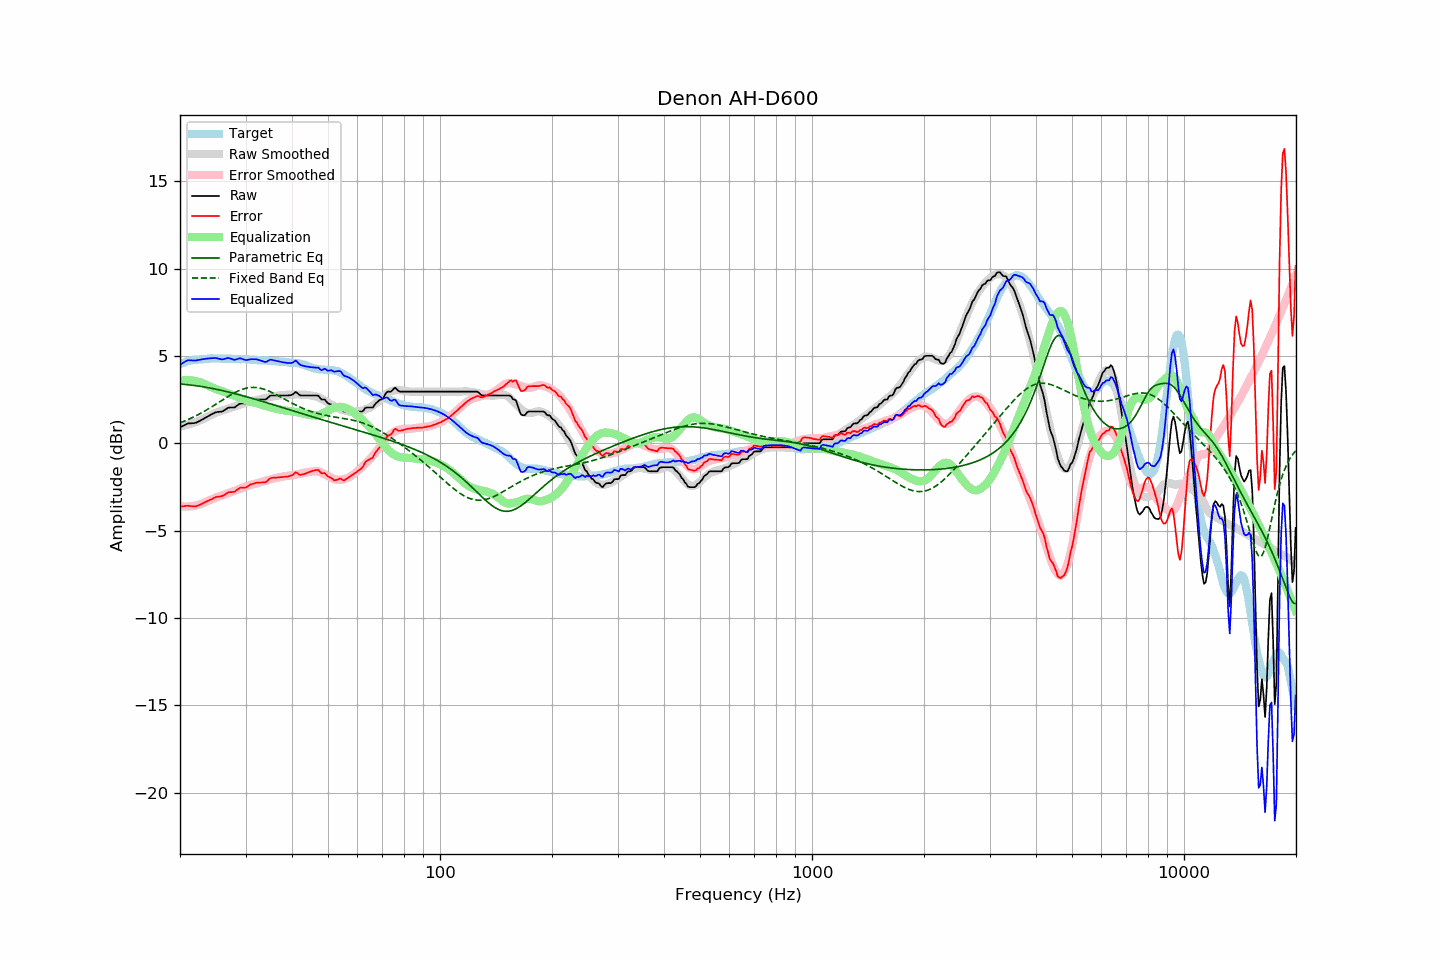 Denon AH-D600
Target
Raw Smoothed
Error Smoothed
Raw
Error
Equalization
Parametric Eq
Fixed Band Eq
Equalized
15
10
5
0
−5
−10
−15
−20
Amplitude (dBr)
100
1000
10000
Frequency (Hz)